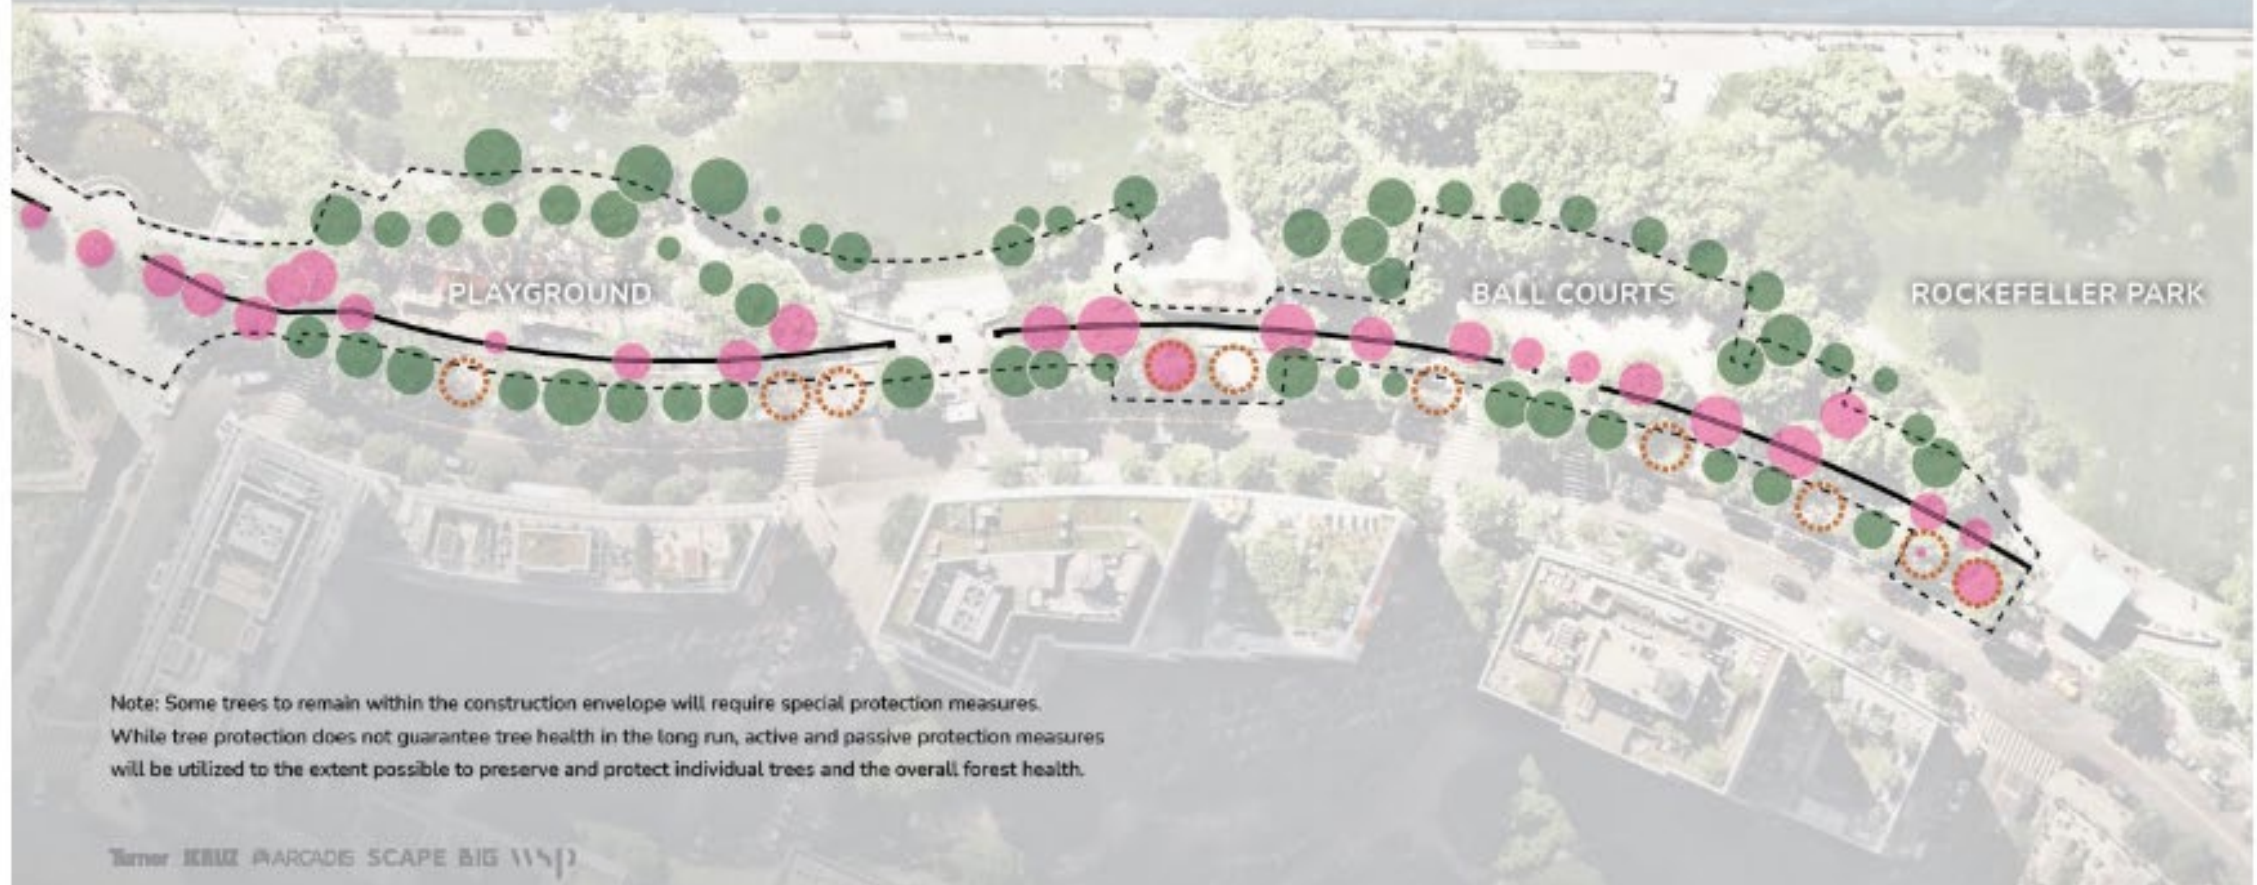 PLAYGROUND
BALL COURTS
ROCKEFELLER PARK
Note: Some trees to remain within the construction envelope will require special protection measures.
While tree protection does not guarantee tree health in the long run, active and passive protection measures
will be utilized to the extent possible to preserve and protect individual trees and the overall forest health.
Turner ARCADIS SCAPE BIG WSP